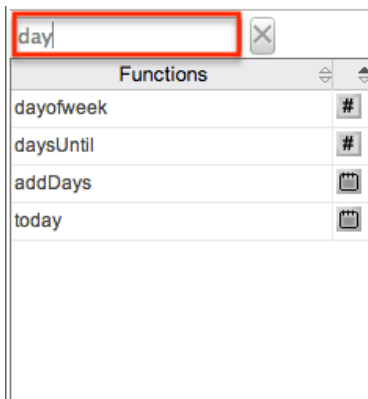 day
Functions
dayofweek #
daysUntil #
addDays
today